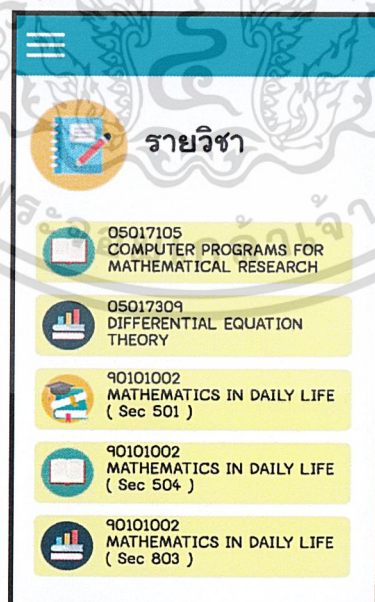 รายวิชา
05017105
COMPUTER PROGRAMS FOR
MATHEMATICAL RESEARCH
05017309
DIFFERENTIAL EQUATION
THEORY
90101002
MATHEMATICS IN DAILY LIFE
( Sec 501 )
90101002
MATHEMATICS IN DAILY LIFE
( Sec 504 )
90101002
MATHEMATICS IN DAILY LIFE
( Sec 803 )